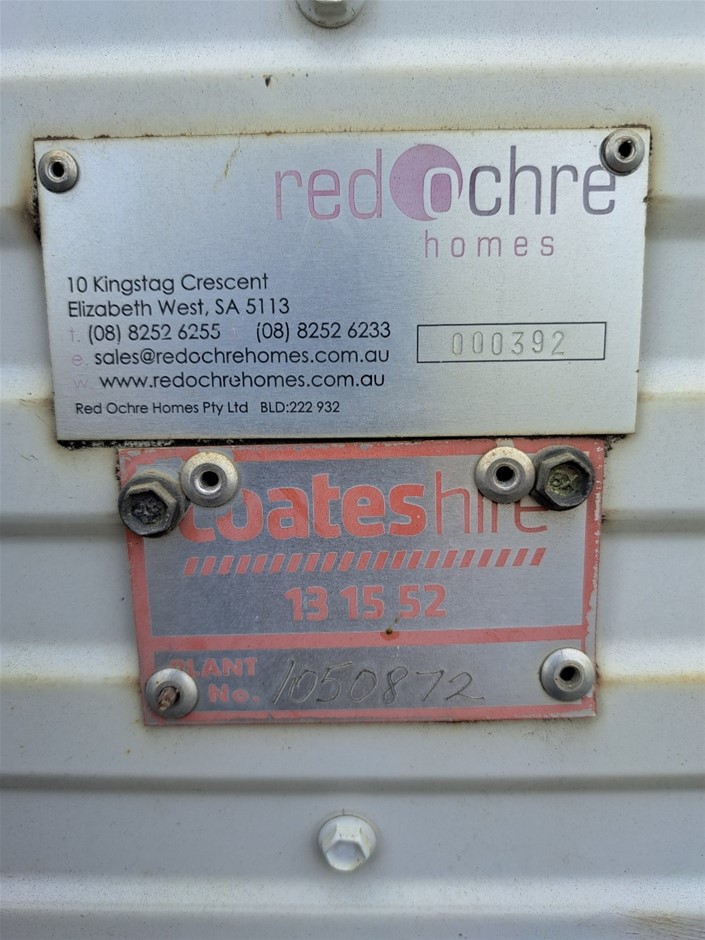 red ochre
homes
10 Kingstag Crescent
Elizabeth West, SA 5113
t. (08) 8252 6255 f. (08) 8252 6233
e. sales@redochrehomes.com.au
w. www.redochrehomes.com.au
Red Ochre Homes Pty Ltd BLD:222 932
000392
coateshire
13 15 52
PLANT
No. 1050872